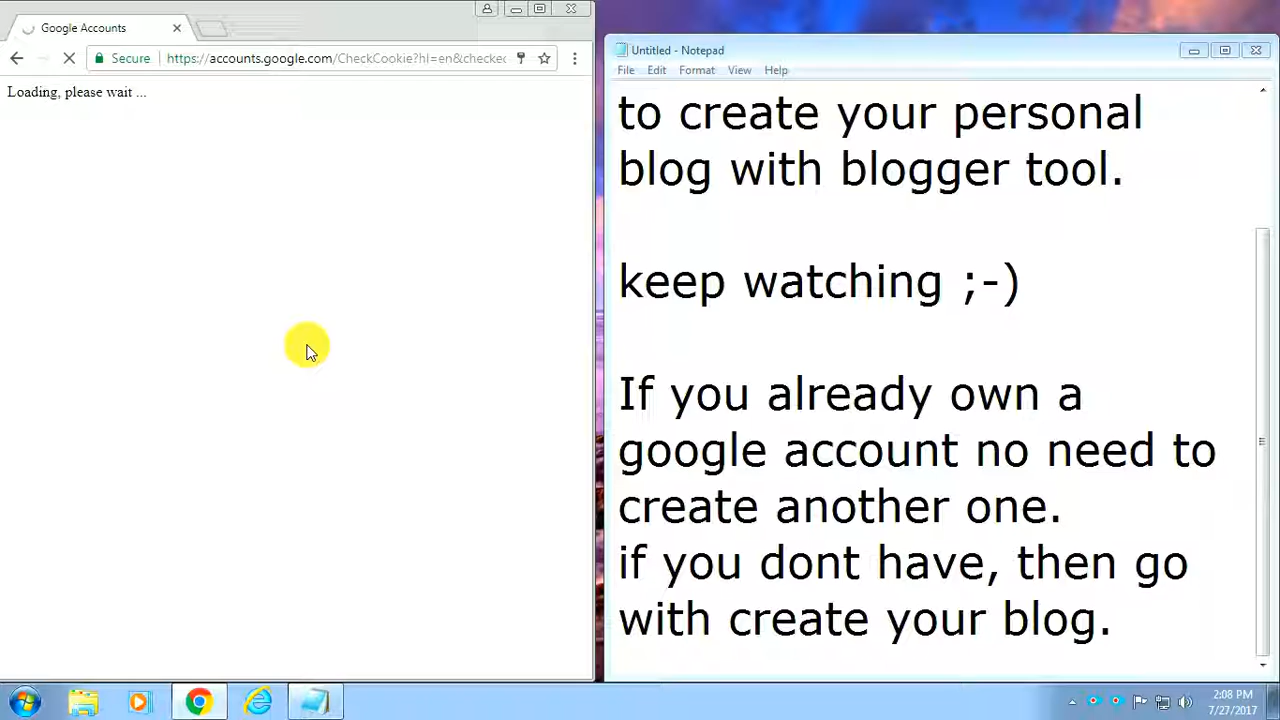 Google Accounts
Secure https://accounts.google.com/CheckCookie?hl=en&checkec
Loading, please wait ...
Untitled - Notepad
File Edit Format View Help
to create your personal
blog with blogger tool.
keep watching ;-)
If you already own a
google account no need to
create another one.
if you dont have, then go
with create your blog.
2:08 PM
7/27/2017